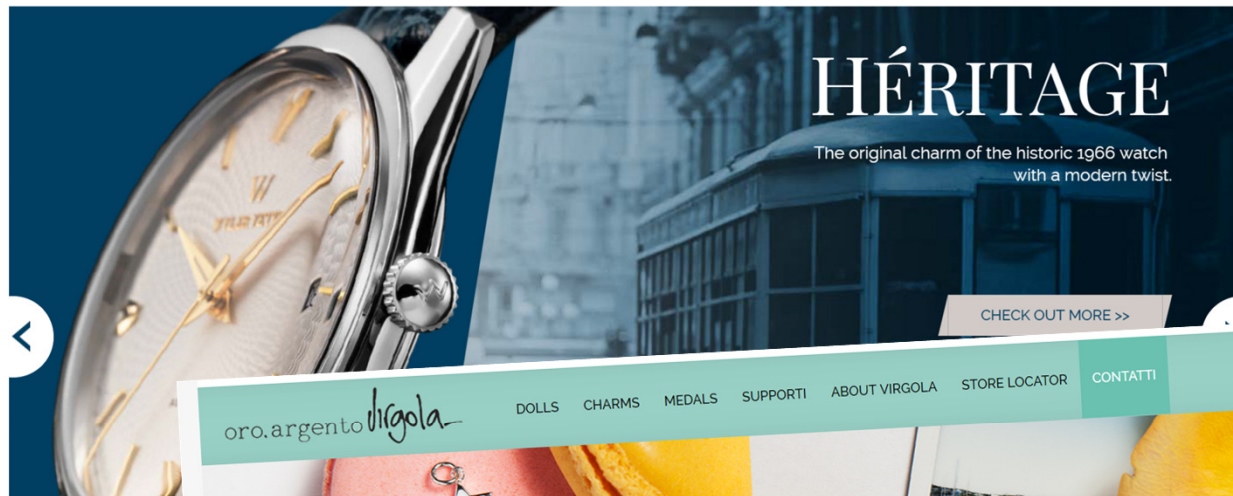 HÉRITAGE
The original charm of the historic 1966 watch
with a modern twist.
CHECK OUT MORE >>
oro.argento virgola
DOLLS
CHARMS
MEDALS
SUPPORTI
ABOUT VIRGOLA
STORE LOCATOR
CONTATTI